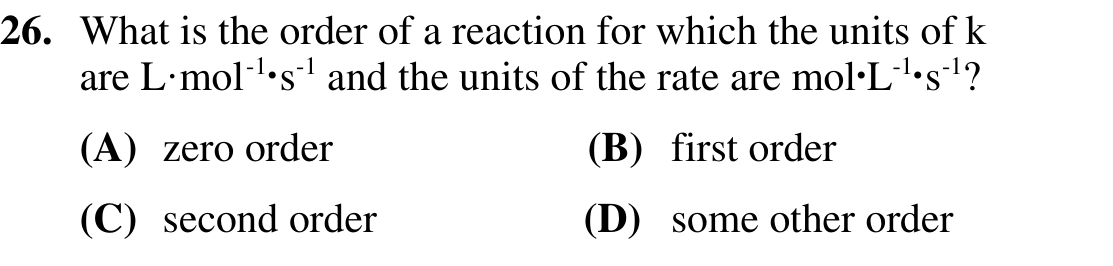 26. What is the order of a reaction for which the units of k
are L·mol⁻¹•s⁻¹ and the units of the rate are mol•L⁻¹•s⁻¹?
(A) zero order (B) first order
(C) second order (D) some other order